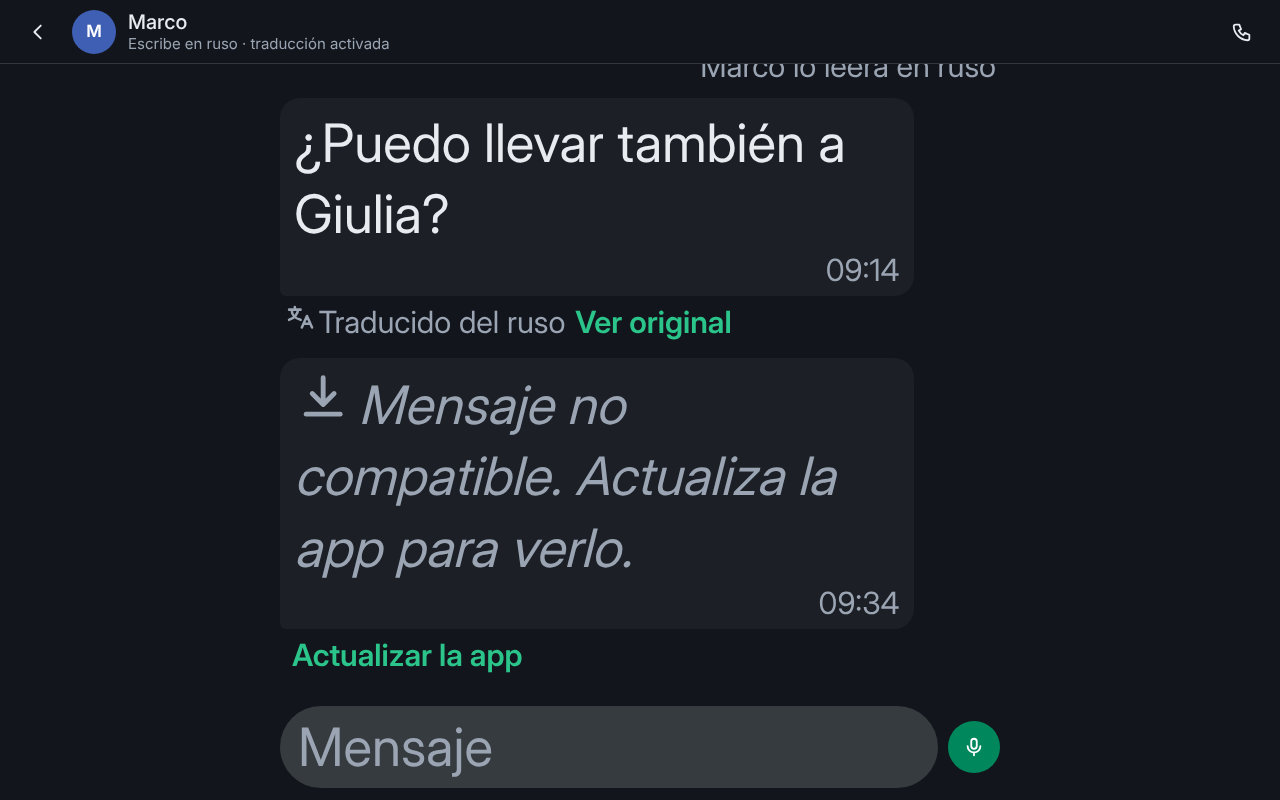 M
Marco
Escribe en ruso · traducción activada
Marco lo leerá en ruso
¿Puedo llevar también a
Giulia?
09:14
Traducido del ruso Ver original
Mensaje no
compatible. Actualiza la
app para verlo.
09:34
Actualizar la app
Mensaje